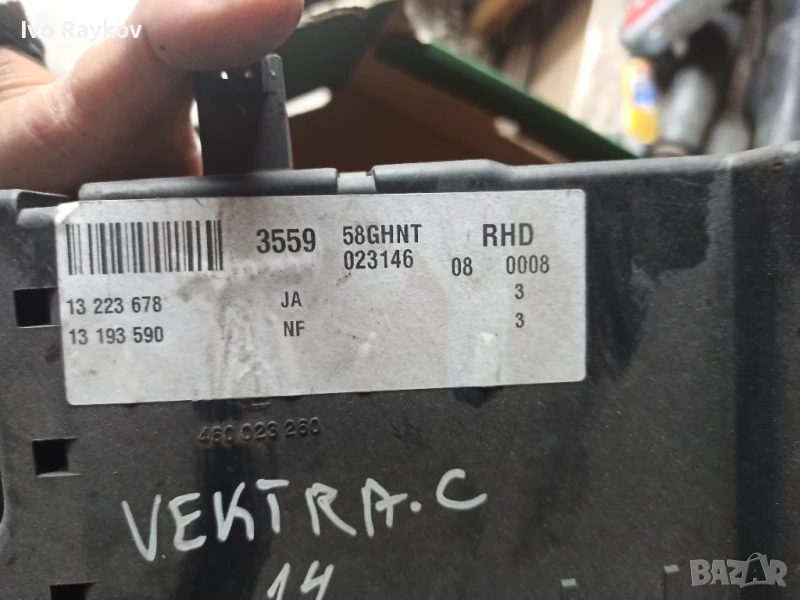 Ivo Raykov
3559 58GHNT RHD
023146 08 0008
13 223 678 JA 3
13 193 590 NF 3
460 023 260
VEKTRA.C
14
BAZAR